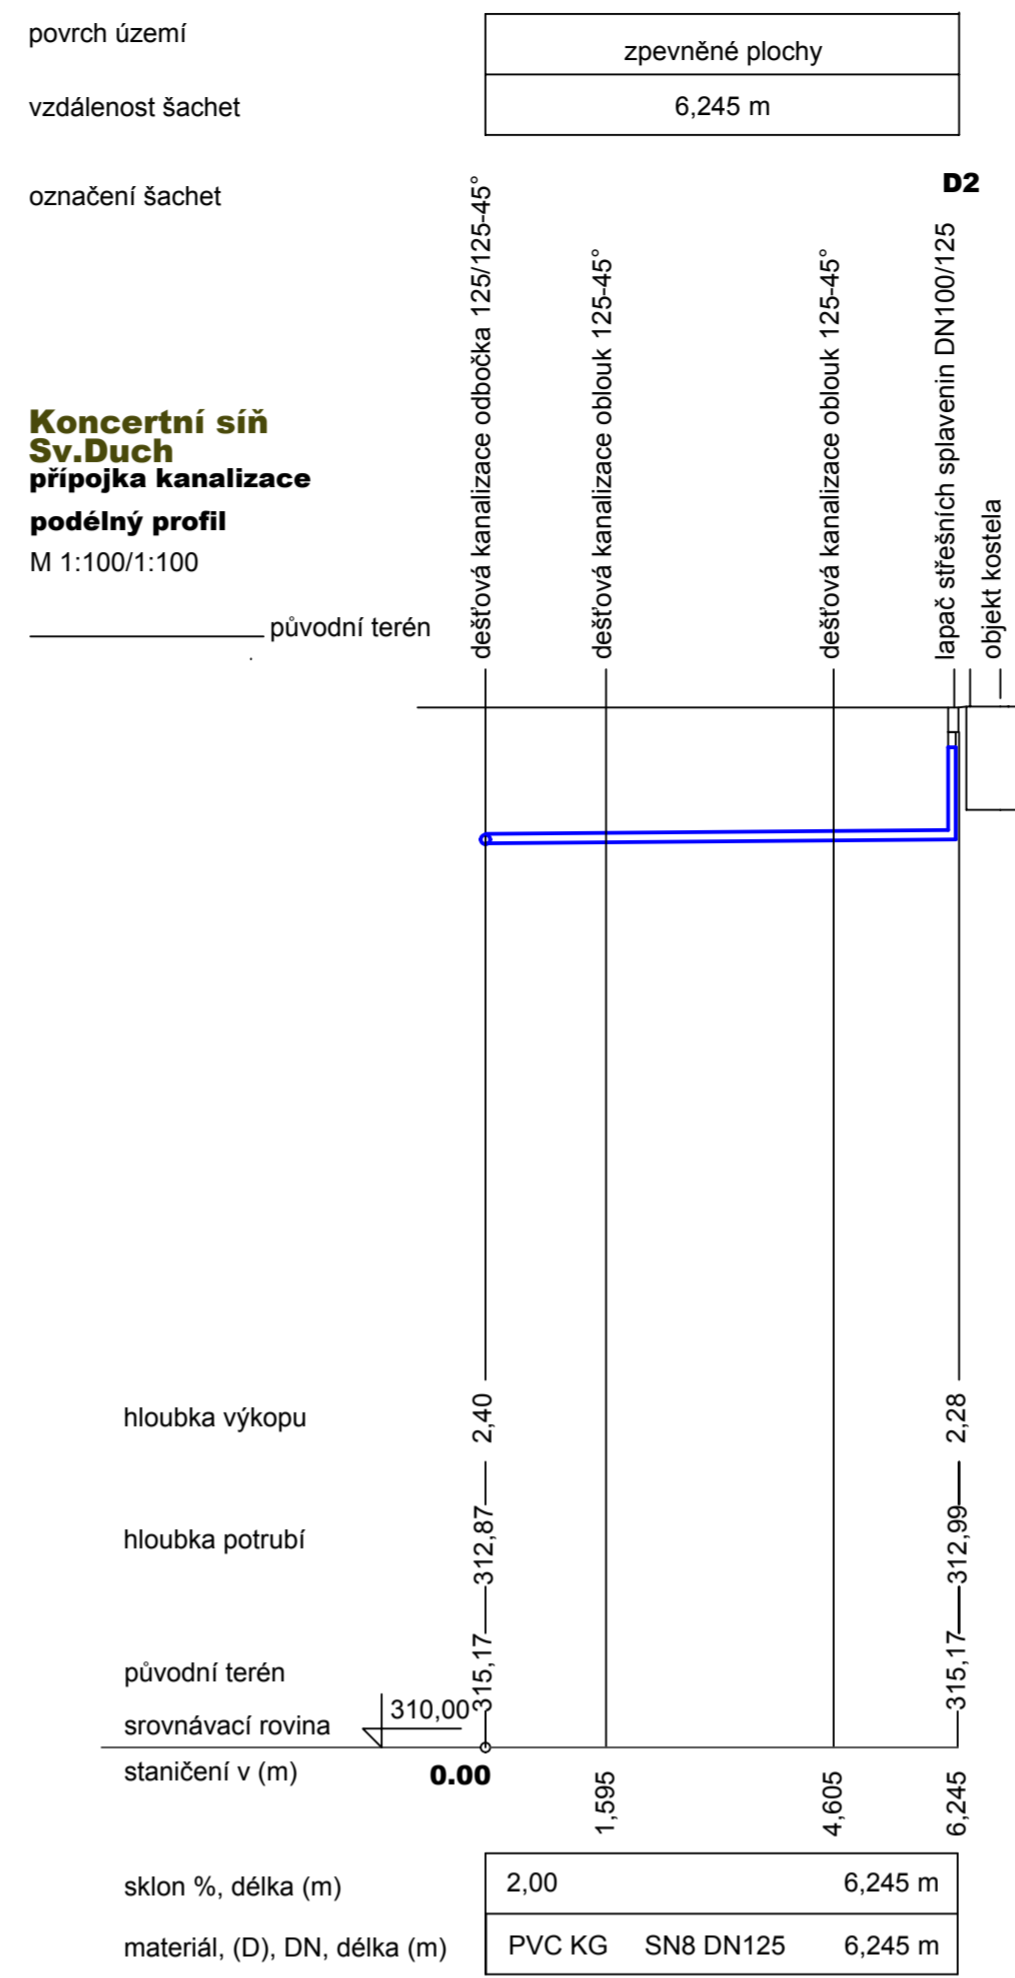 povrch území
zpevněné plochy
vzdálenost šachet
6,245 m
označení šachet
D2
dešťová kanalizace odbočka 125/125-45°
dešťová kanalizace oblouk 125-45°
dešťová kanalizace oblouk 125-45°
lapač střešních splavenin DN100/125
objekt kostela
Koncertní síň
Sv.Duch
přípojka kanalizace
podélný profil
M 1:100/1:100
původní terén
hloubka výkopu
2,40
2,28
hloubka potrubí
312,87
312,99
původní terén
315,17
315,17
srovnávací rovina
310,00
staničení v (m)
0.00
1,595
4,605
6,245
sklon %, délka (m)
2,00
6,245 m
materiál, (D), DN, délka (m)
PVC KG SN8 DN125
6,245 m